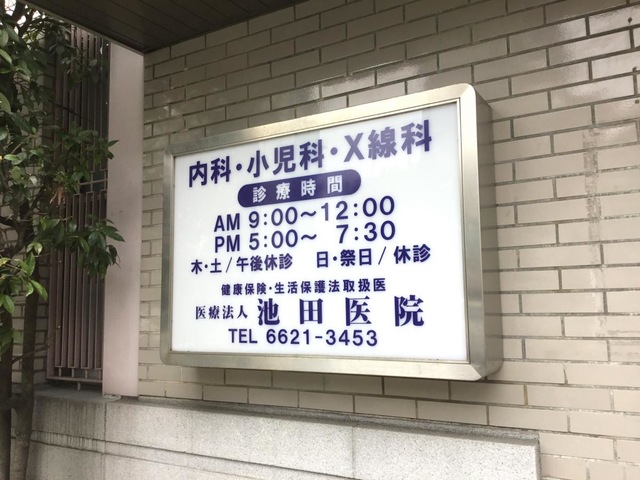 内科・小児科・X線科
診療時間
AM 9:00〜12:00
PM 5:00〜 7:30
木・土/午後休診 日・祭日/休診
健康保険・生活保護法取扱医
医療法人 池田医院
TEL 6621-3453